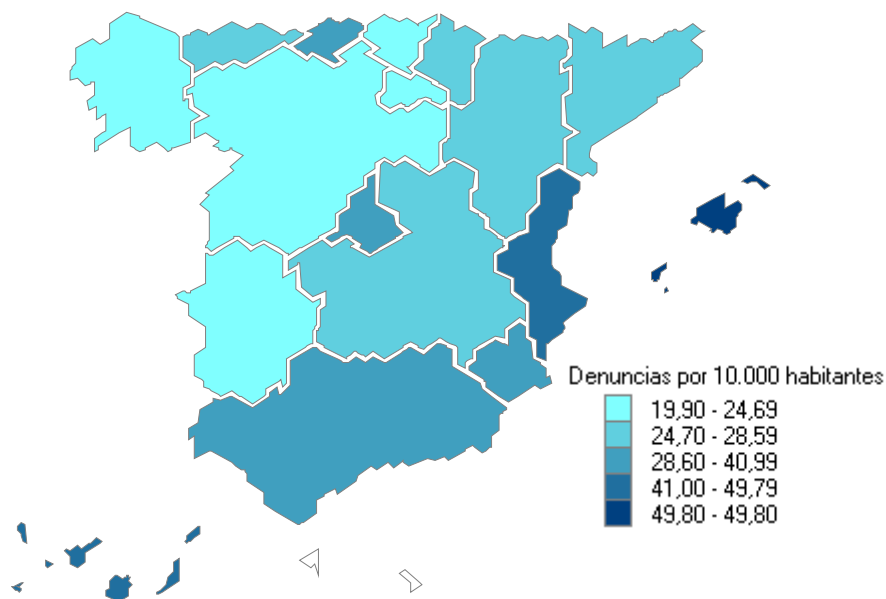 Denuncias por 10.000 habitantes
19,90 - 24,69
24,70 - 28,59
28,60 - 40,99
41,00 - 49,79
49,80 - 49,80